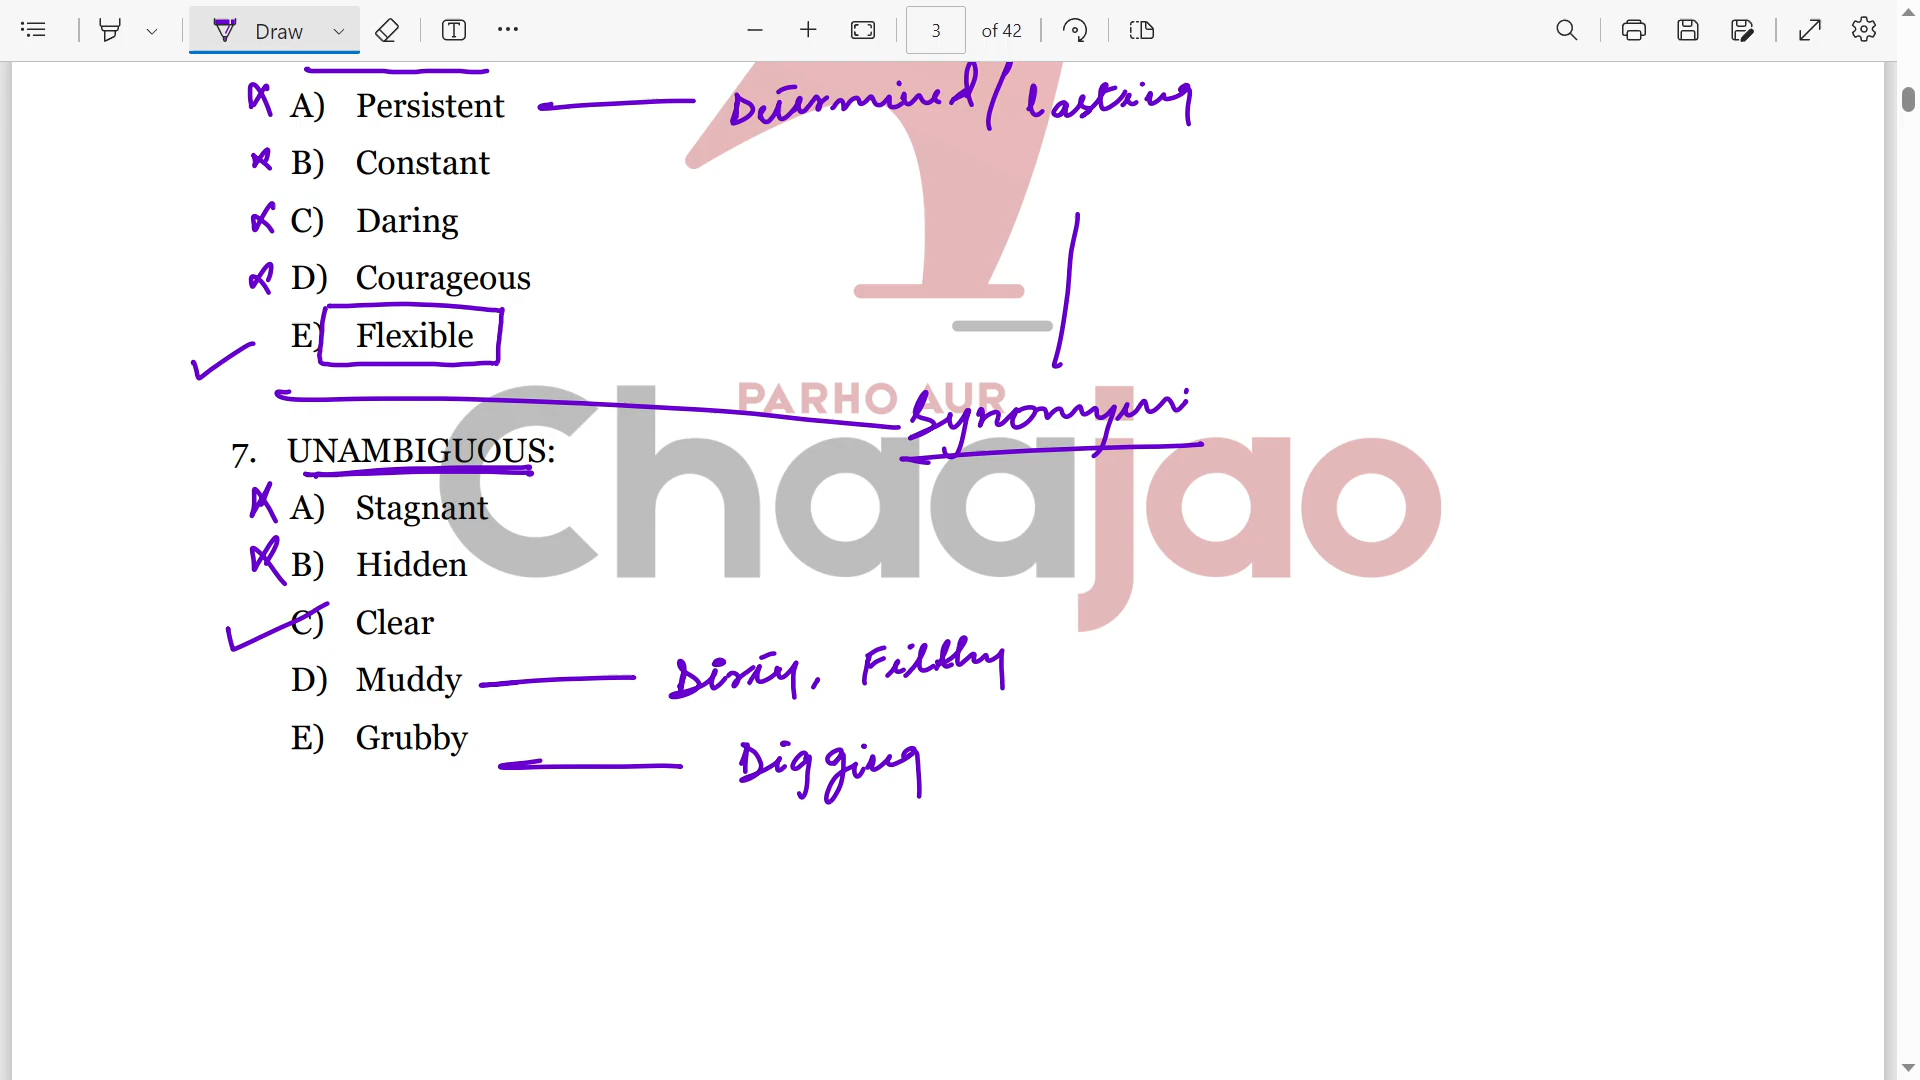 Draw 3 of 42
A) Persistent Determined / lasting
B) Constant
C) Daring
D) Courageous
E) Flexible
PARHO AUR
Chaajao
Synonym:
7. UNAMBIGUOUS:
A) Stagnant
B) Hidden
C) Clear
D) Muddy Dirty, Filthy
E) Grubby Digging